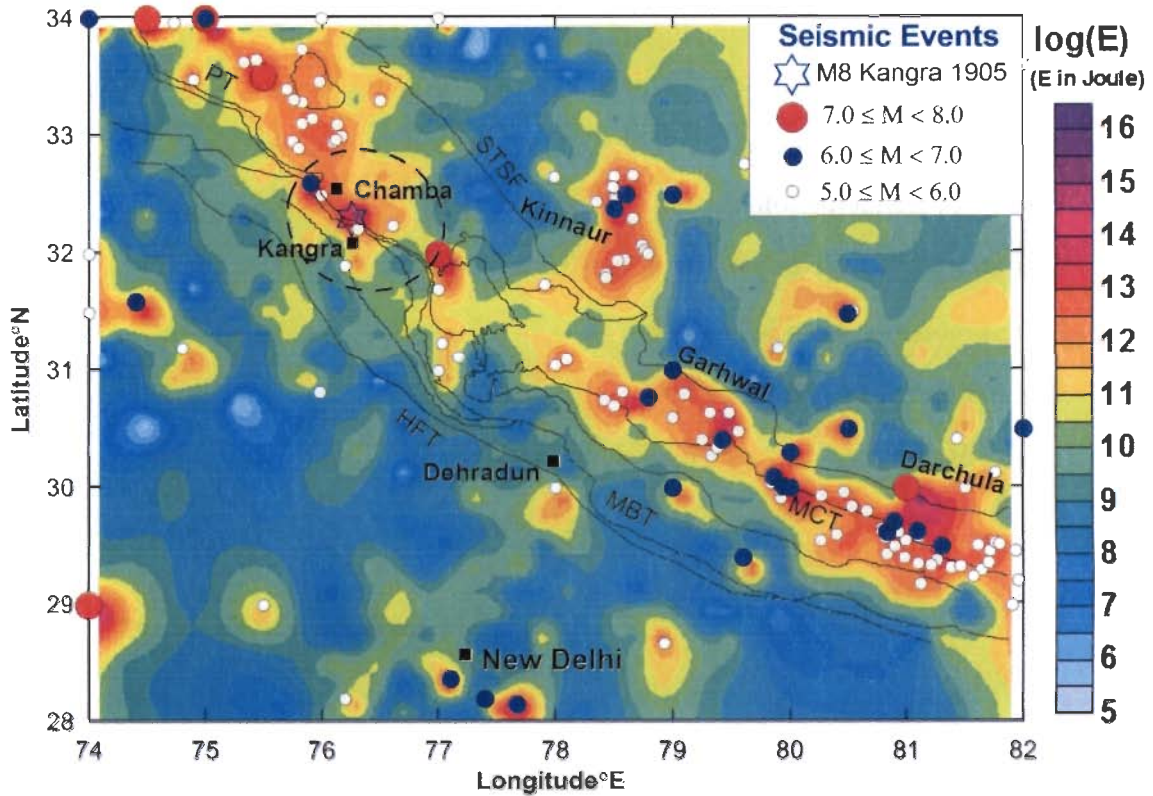 Seismic Events
M8 Kangra 1905
7.0 ≤ M < 8.0
6.0 ≤ M < 7.0
5.0 ≤ M < 6.0
log(E)
(E in Joule)
16
15
14
13
12
11
10
9
8
7
6
5
34
33
32
31
30
29
28
Latitude°N
PT
STSF
Kinnaur
Chamba
Kangra
Garhwal
HFT
Dehradun
MBT
MCT
Darchula
New Delhi
74 75 76 77 78 79 80 81 82
Longitude°E